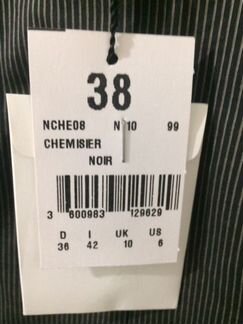 38
NCHE08 N 10 99
CHEMISIER
NOIR
3 600983 129629
D I UK US
36 42 10 6